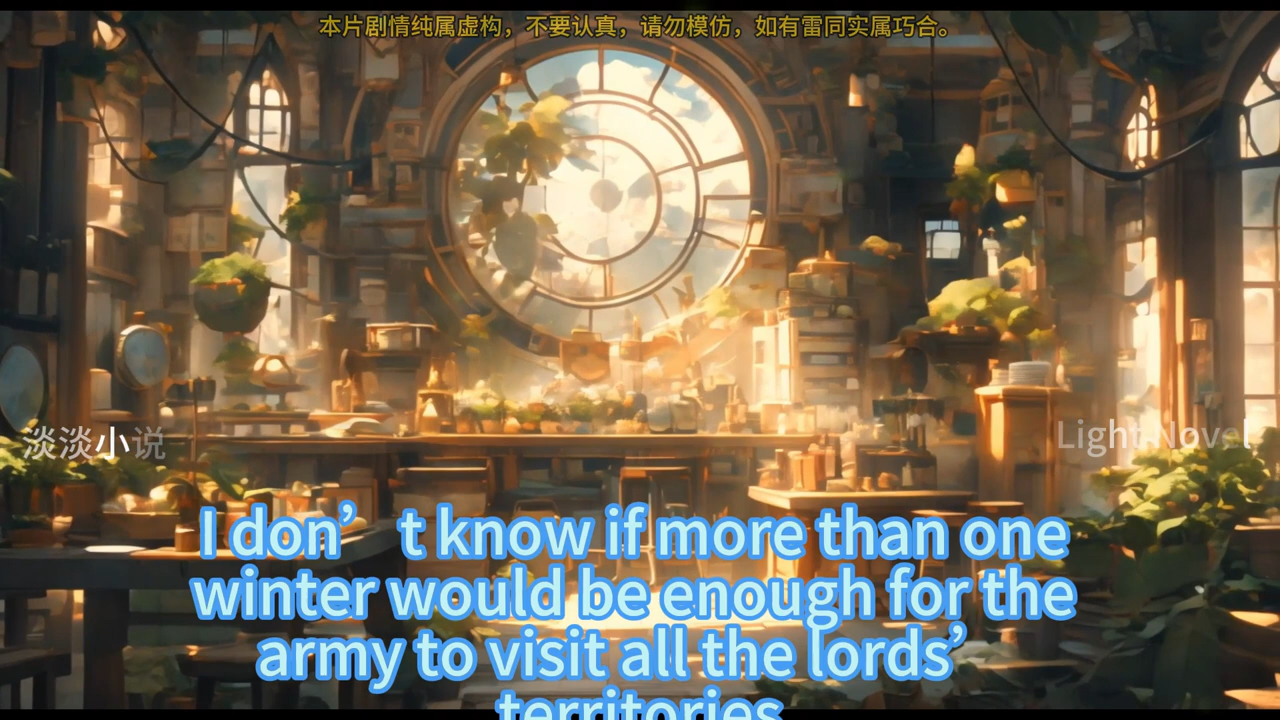 本片剧情纯属虚构，不要认真，请勿模仿，如有雷同实属巧合。
淡淡小说
Light Novel
I don’t know if more than one
winter would be enough for the
army to visit all the lords’
territories